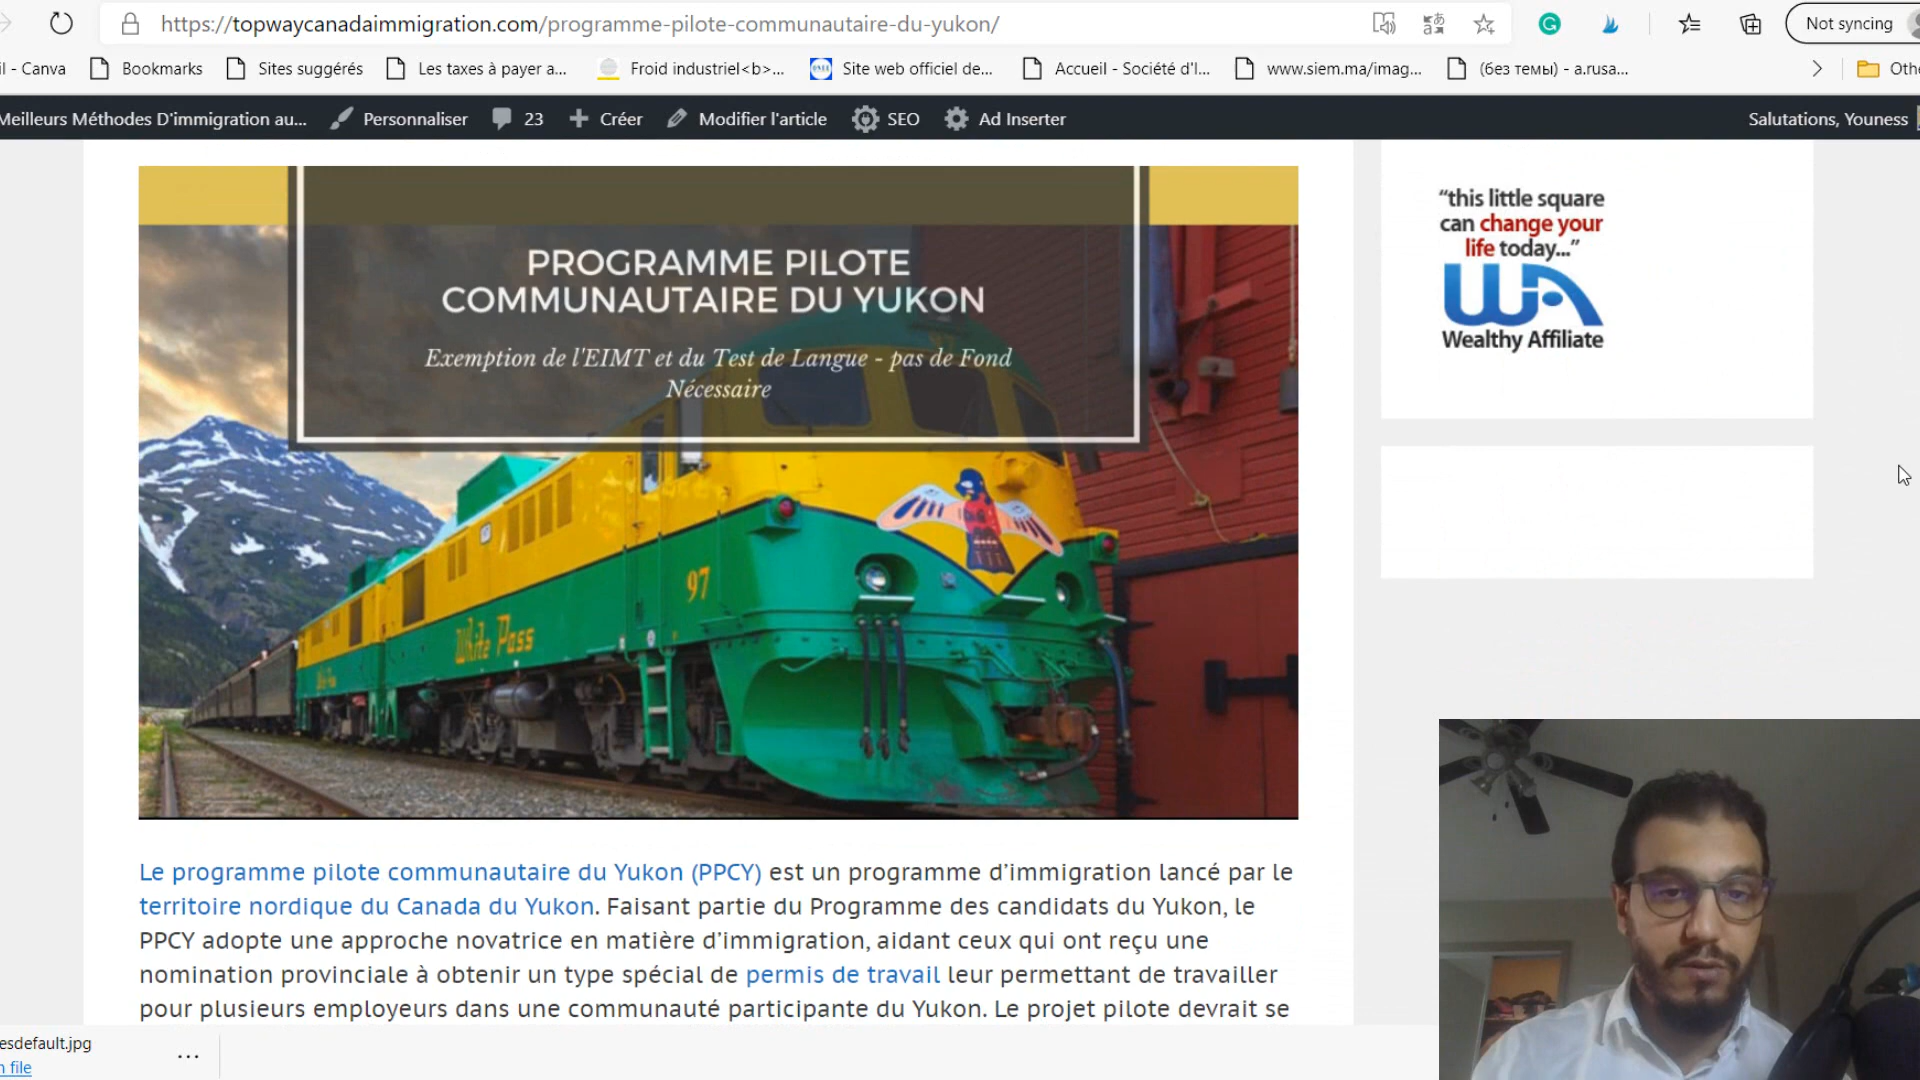 https://topwaycanadaimmigration.com/programme-pilote-communautaire-du-yukon/
Not syncing
il - Canva
Bookmarks
Sites suggérés
Les taxes à payer a...
Froid industriel<b>...
Site web officiel de...
Accueil - Société d'I...
www.siem.ma/imag...
(без темы) - a.rusa...
Othe
Meilleurs Méthodes D'immigration au...
Personnaliser
23
Créer
Modifier l'article
SEO
Ad Inserter
Salutations, Youness
PROGRAMME PILOTE
COMMUNAUTAIRE DU YUKON
Exemption de l'EIMT et du Test de Langue - pas de Fond
Nécessaire
97
White Pass
“this little square
can change your
life today...”
WA
Wealthy Affiliate
Le programme pilote communautaire du Yukon (PPCY) est un programme d’immigration lancé par le
territoire nordique du Canada du Yukon. Faisant partie du Programme des candidats du Yukon, le
PPCY adopte une approche novatrice en matière d’immigration, aidant ceux qui ont reçu une
nomination provinciale à obtenir un type spécial de permis de travail leur permettant de travailler
pour plusieurs employeurs dans une communauté participante du Yukon. Le projet pilote devrait se
esdefault.jpg
n file